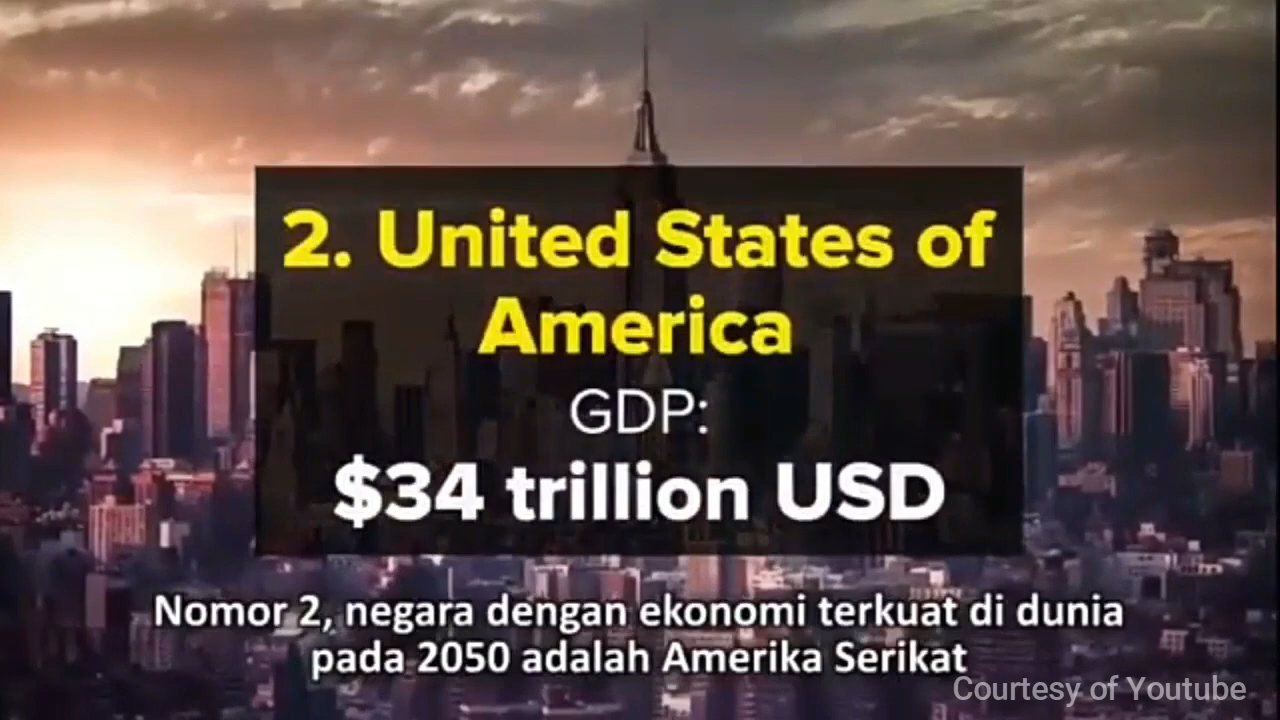 2. United States of
America
GDP:
$34 trillion USD
Nomor 2, negara dengan ekonomi terkuat di dunia
pada 2050 adalah Amerika Serikat
Courtesy of Youtube